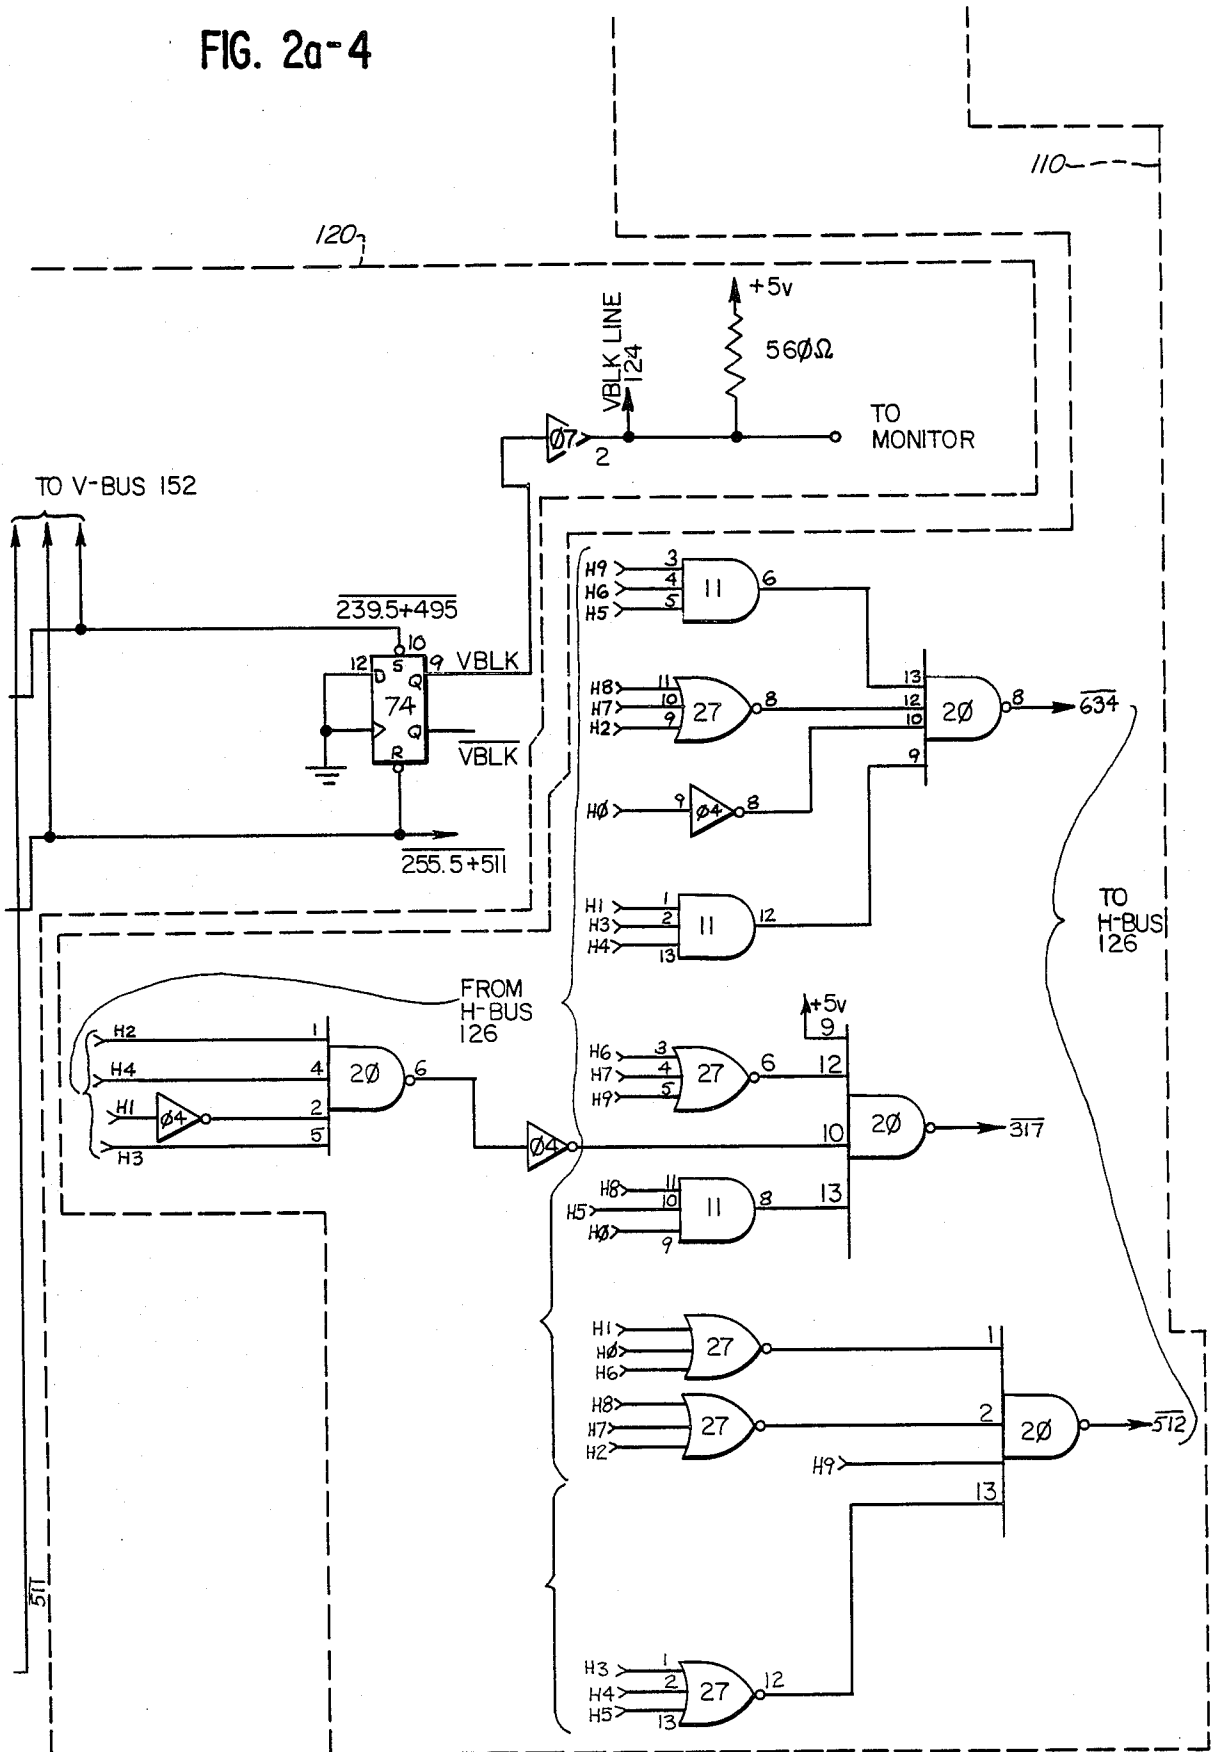 FIG. 2a-4
110
120
+5v
VBLK LINE
124
560Ω
TO
MONITOR
07
2
TO V-BUS 152
H9 3
H6 4
H5 5
11
6
239.5+495
10
12 D S Q 9 VBLK
74
Q
R
VBLK
H8 11
H7 10
H2 9
27
8
13
12
10
9
20
8
634
HØ 9 Ø4 8
255.5+511
H1 1
H3 2
H4 13
11
12
TO
H-BUS
126
FROM
H-BUS
126
+5v
9
H2 1
H4 4
H1 Ø4 2
H3 5
2Ø
6
Ø4
H6 3
H7 4
H9 5
27
6
12
10
2Ø
317
H8 11
H5 10
HØ 9
11
8
13
H1
HØ
H6
27
1
H8
H7
H2
27
2
2Ø
512
H9
13
511
H3 1
H4 2
H5 13
27
12